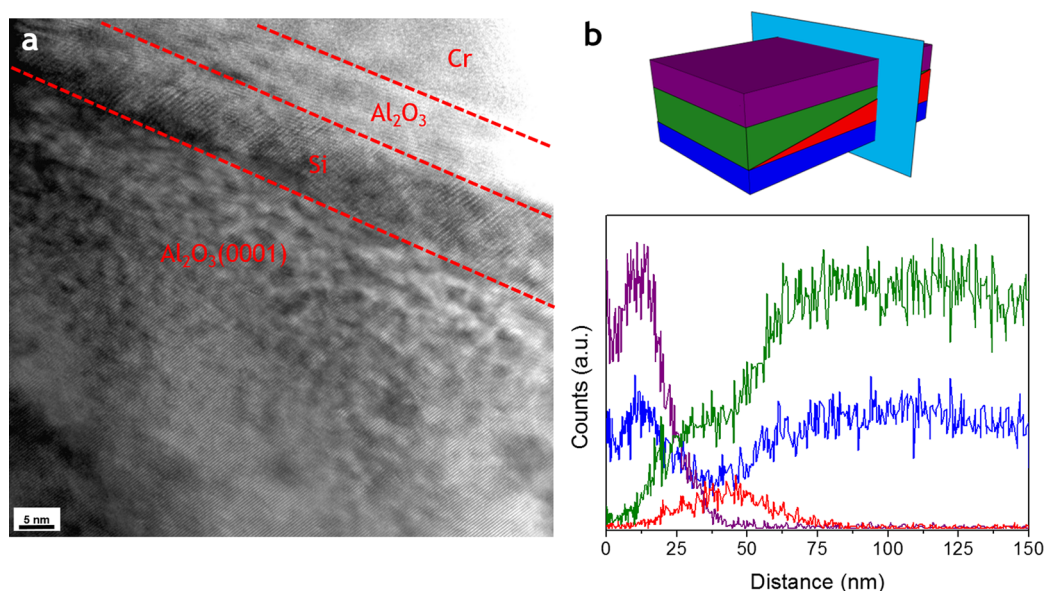 a
Cr
Al₂O₃
Si
Al₂O₃(0001)
5 nm
b
Counts (a.u.)
0 25 50 75 100 125 150
Distance (nm)